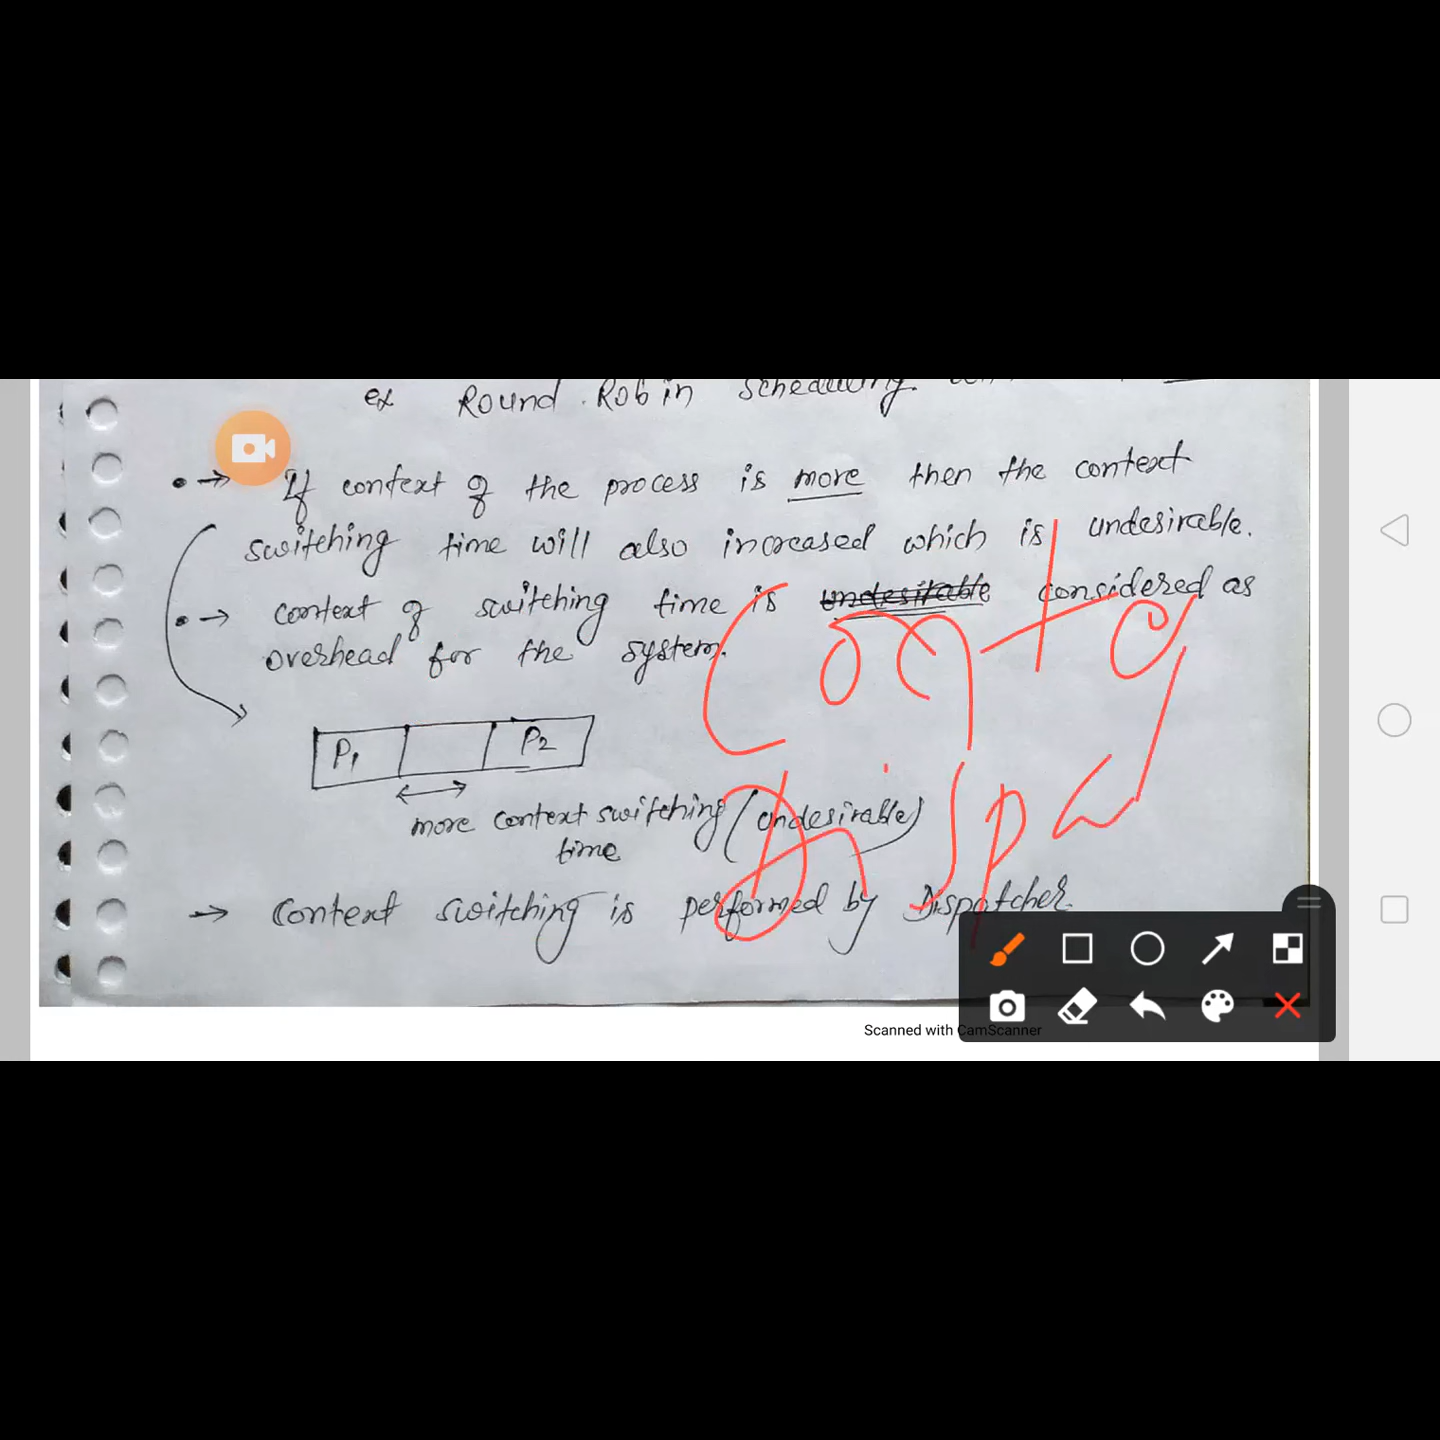 ex Round Robin scheduling.
•→ If context of the process is more then the context
switching time will also increased which is undesirable.
•→ context of switching time is undesirable considered as
overhead for the system.
P1 P2
more context switching (undesirable)
time
→ Context switching is performed by Dispatcher.
Scanned with CamScanner